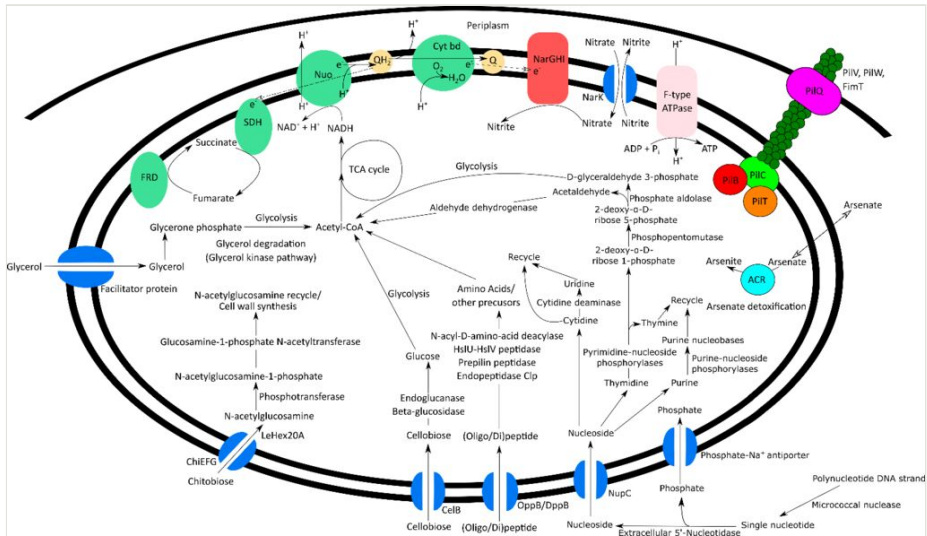 H⁺
Periplasm
H⁺
Cyt bd
Nitrate
Nitrite
H⁺
e⁻
QH₂
Q
Nuo
O₂
e⁻
H₂O
NarGHI
e⁻
PilV, PilW,
FimT
PilQ
H⁺
H⁺
H⁺
NarK
F-type
ATPase
e⁻
SDH
NAD⁺ + H⁺
NADH
Nitrite
Nitrate
Nitrite
ADP + Pᵢ
ATP
H⁺
Succinate
FRD
Fumarate
TCA cycle
Glycolysis
D-glyceraldehyde 3-phosphate
Acetaldehyde
Phosphate aldolase
Aldehyde dehydrogenase
2-deoxy-α-D-
ribose 5-phosphate
PilB
PilC
PilT
Arsenate
Glycerone phosphate
Glycolysis
Acetyl-CoA
Phosphopentomutase
Glycerol degradation
(Glycerol kinase pathway)
2-deoxy-α-D-
ribose 1-phosphate
Glycerol
Glycerol
Facilitator protein
Recycle
Arsenite
Arsenate
ACR
Arsenate detoxification
N-acetylglucosamine recycle/
Cell wall synthesis
Glycolysis
Amino Acids/
other precusors
Uridine
Cytidine deaminase
Cytidine
Recycle
Thymine
Glucosamine-1-phosphate N-acetyltransferase
N-acyl-D-amino-acid deacylase
HslU-HslV peptidase
Prepilin peptidase
Endopeptidase Clp
Purine nucleobases
Glucose
Pyrimidine-nucleoside
phosphorylases
Purine-nucleoside
phosphorylases
N-acetylglucosamine-1-phosphate
Phosphotransferase
Thymidine
Purine
Endoglucanase
Beta-glucosidase
N-acetylglucosamine
Phosphate
LeHex20A
Cellobiose
(Oligo/Di)peptide
Nucleoside
ChiEFG
Chitobiose
Phosphate-Na⁺ antiporter
Polynucleotide DNA strand
CelB
OppB/DppB
NupC
Phosphate
Micrococcal nuclease
Cellobiose
(Oligo/Di)peptide
Nucleoside
Single nucleotide
Extracellular 5'-Nucleotidase